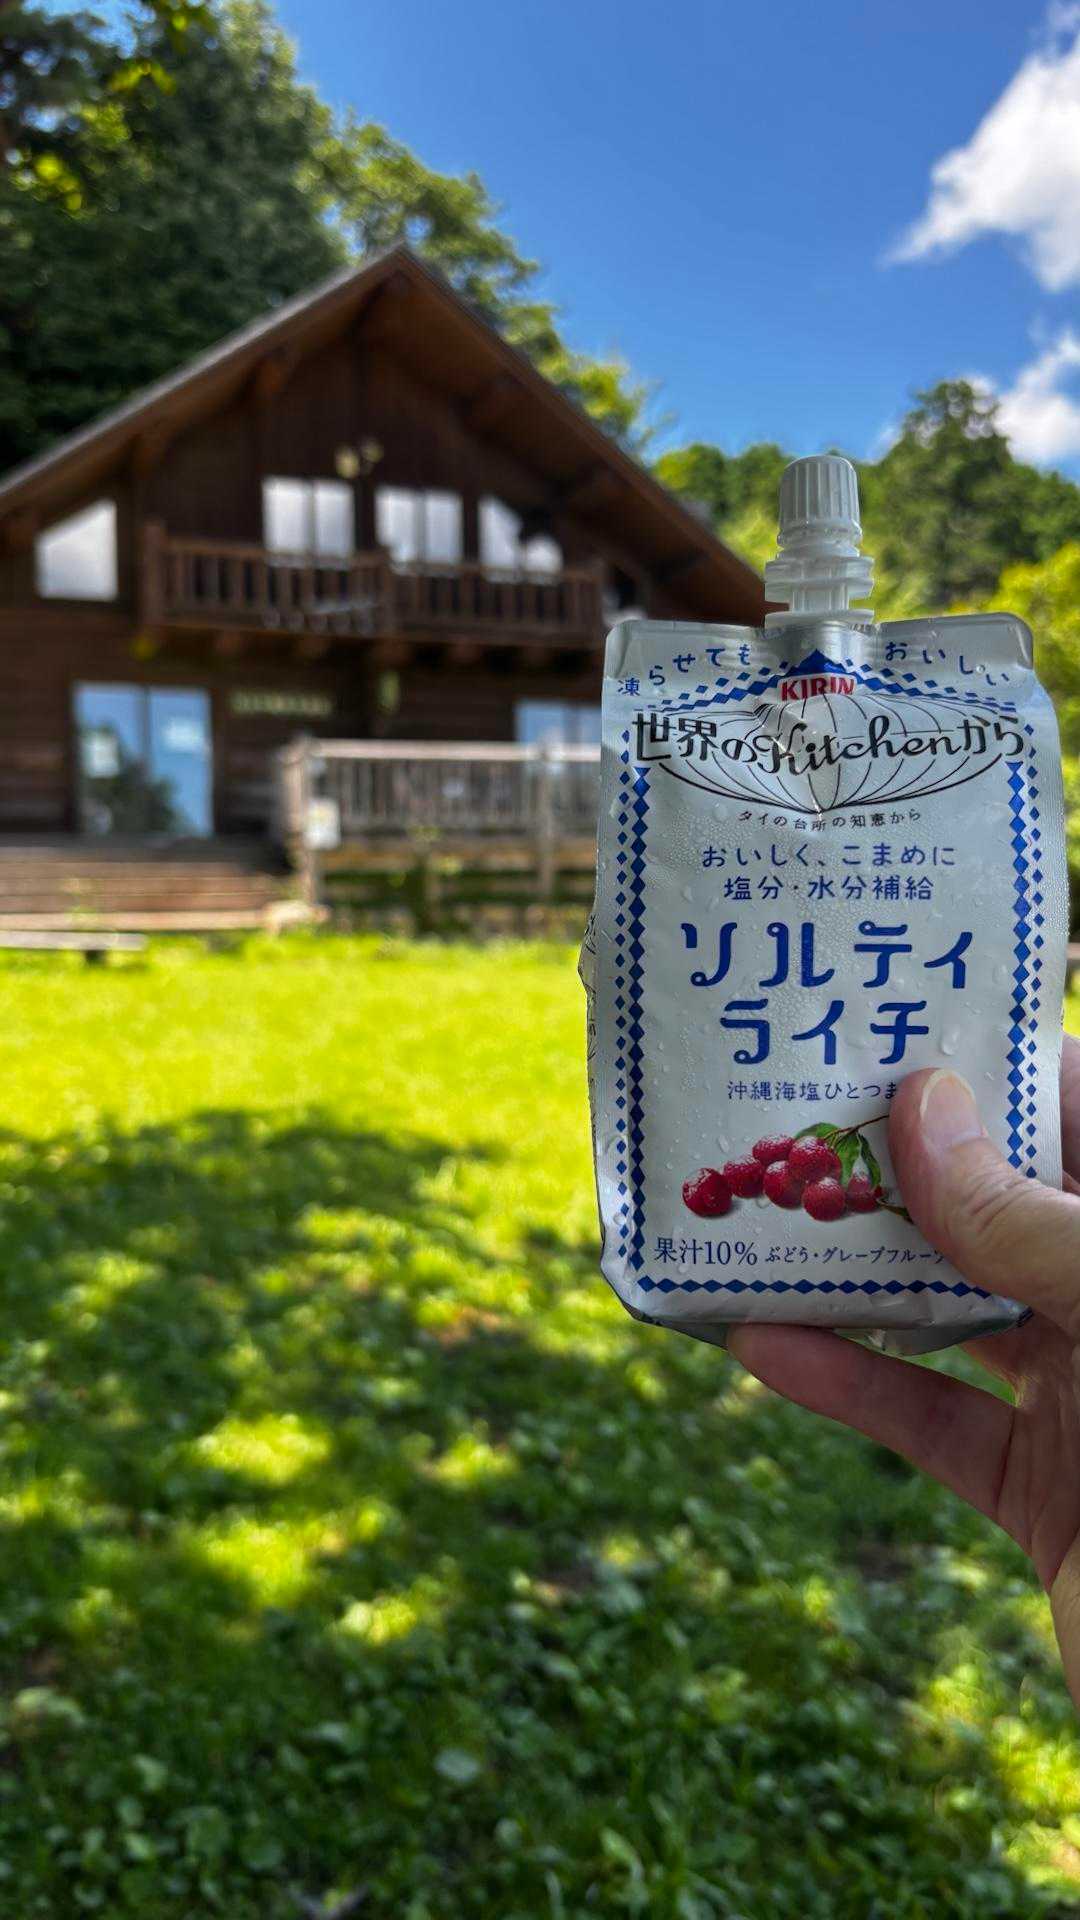 凍らせても おいしい
KIRIN
世界のKitchenから
タイの台所の知恵から
おいしく、こまめに
塩分・水分補給
ソルティ
ライチ
沖縄海塩ひとつま
果汁10% ぶどう・グレープフルーツ